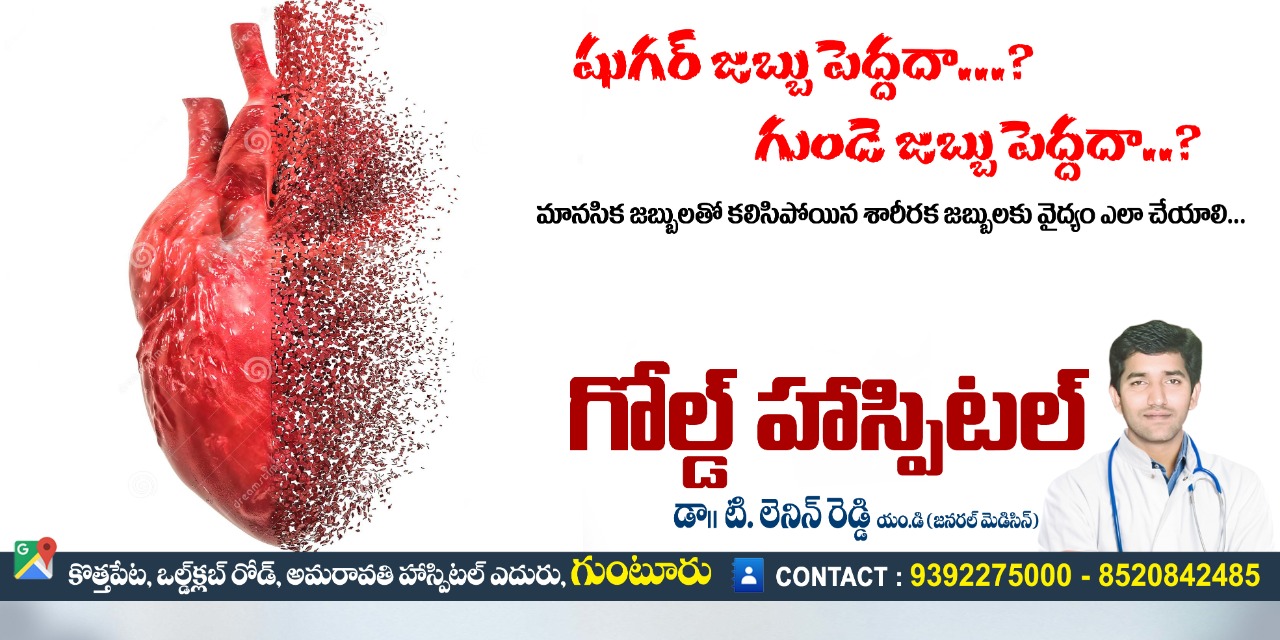 షుగర్ జబ్బు పెద్దదా....?
గుండె జబ్బు పెద్దదా...?
మానసిక జబ్బులతో కలిసిపోయిన శారీరక జబ్బులకు వైద్యం ఎలా చేయాలి...
గోల్డ్ హాస్పిటల్
డా|| టి. లెనిన్ రెడ్డి యం.డి (జనరల్ మెడిసిన్)
కొత్తపేట, ఒల్డ్‌క్లబ్ రోడ్, అమరావతి హాస్పిటల్ ఎదురు, గుంటూరు
CONTACT : 9392275000 - 8520842485